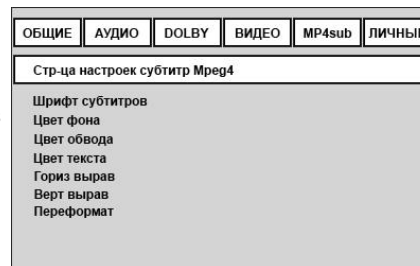 ОБЩИЕ АУДИО DOLBY ВИДЕО MP4sub ЛИЧНЫ
Стр-ца настроек субтитр Mpeg4
Шрифт субтитров
Цвет фона
Цвет обвода
Цвет текста
Гориз вырав
Верт вырав
Переформат